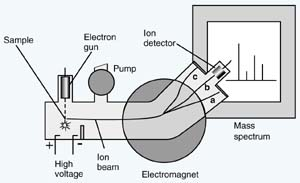 Sample
Electron
gun
Ion
detector
Pump
c
b
a
+
-
High
voltage
Ion
beam
Electromagnet
Mass
spectrum